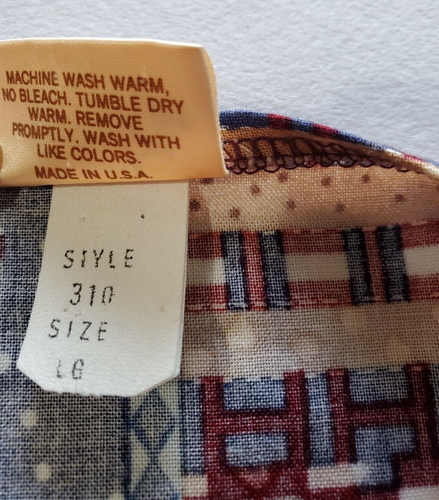 MACHINE WASH WARM,
NO BLEACH. TUMBLE DRY
WARM. REMOVE
PROMPTLY. WASH WITH
LIKE COLORS.
MADE IN U.S.A.
STYLE
310
SIZE
LG